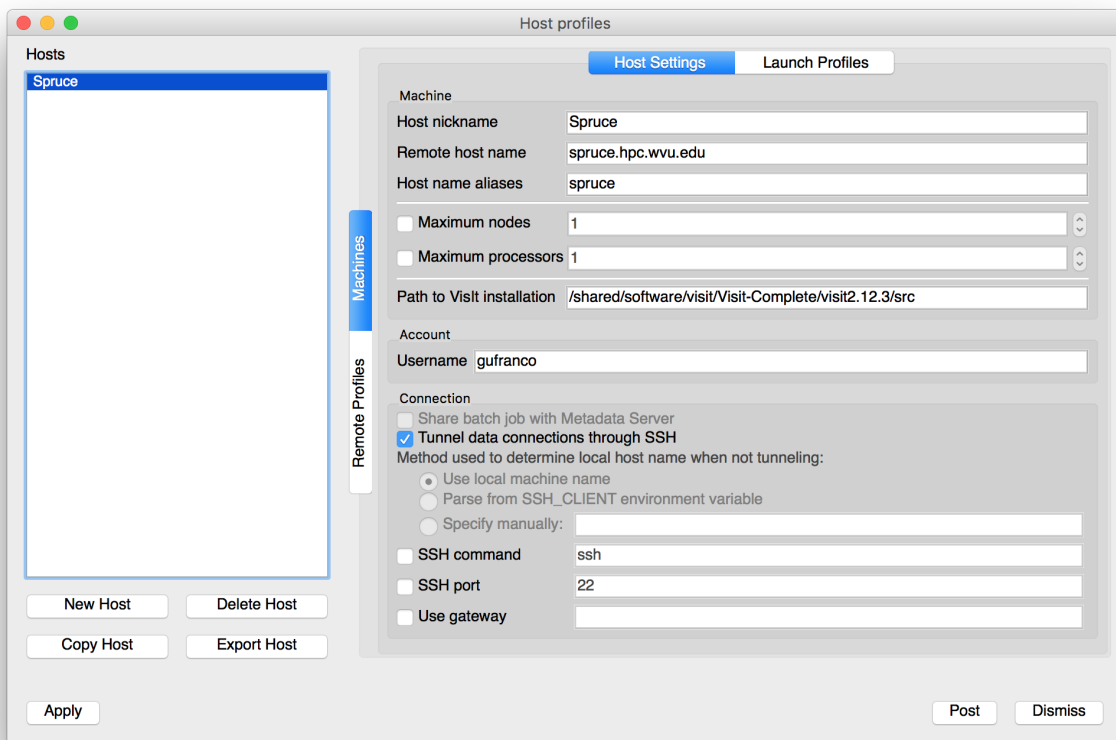 Host profiles
Hosts
Spruce
New Host
Delete Host
Copy Host
Export Host
Machines
Remote Profiles
Host Settings
Launch Profiles
Machine
Host nickname Spruce
Remote host name spruce.hpc.wvu.edu
Host name aliases spruce
Maximum nodes 1
Maximum processors 1
Path to VisIt installation /shared/software/visit/Visit-Complete/visit2.12.3/src
Account
Username gufranco
Connection
Share batch job with Metadata Server
Tunnel data connections through SSH
Method used to determine local host name when not tunneling:
Use local machine name
Parse from SSH_CLIENT environment variable
Specify manually:
SSH command ssh
SSH port 22
Use gateway
Apply
Post
Dismiss